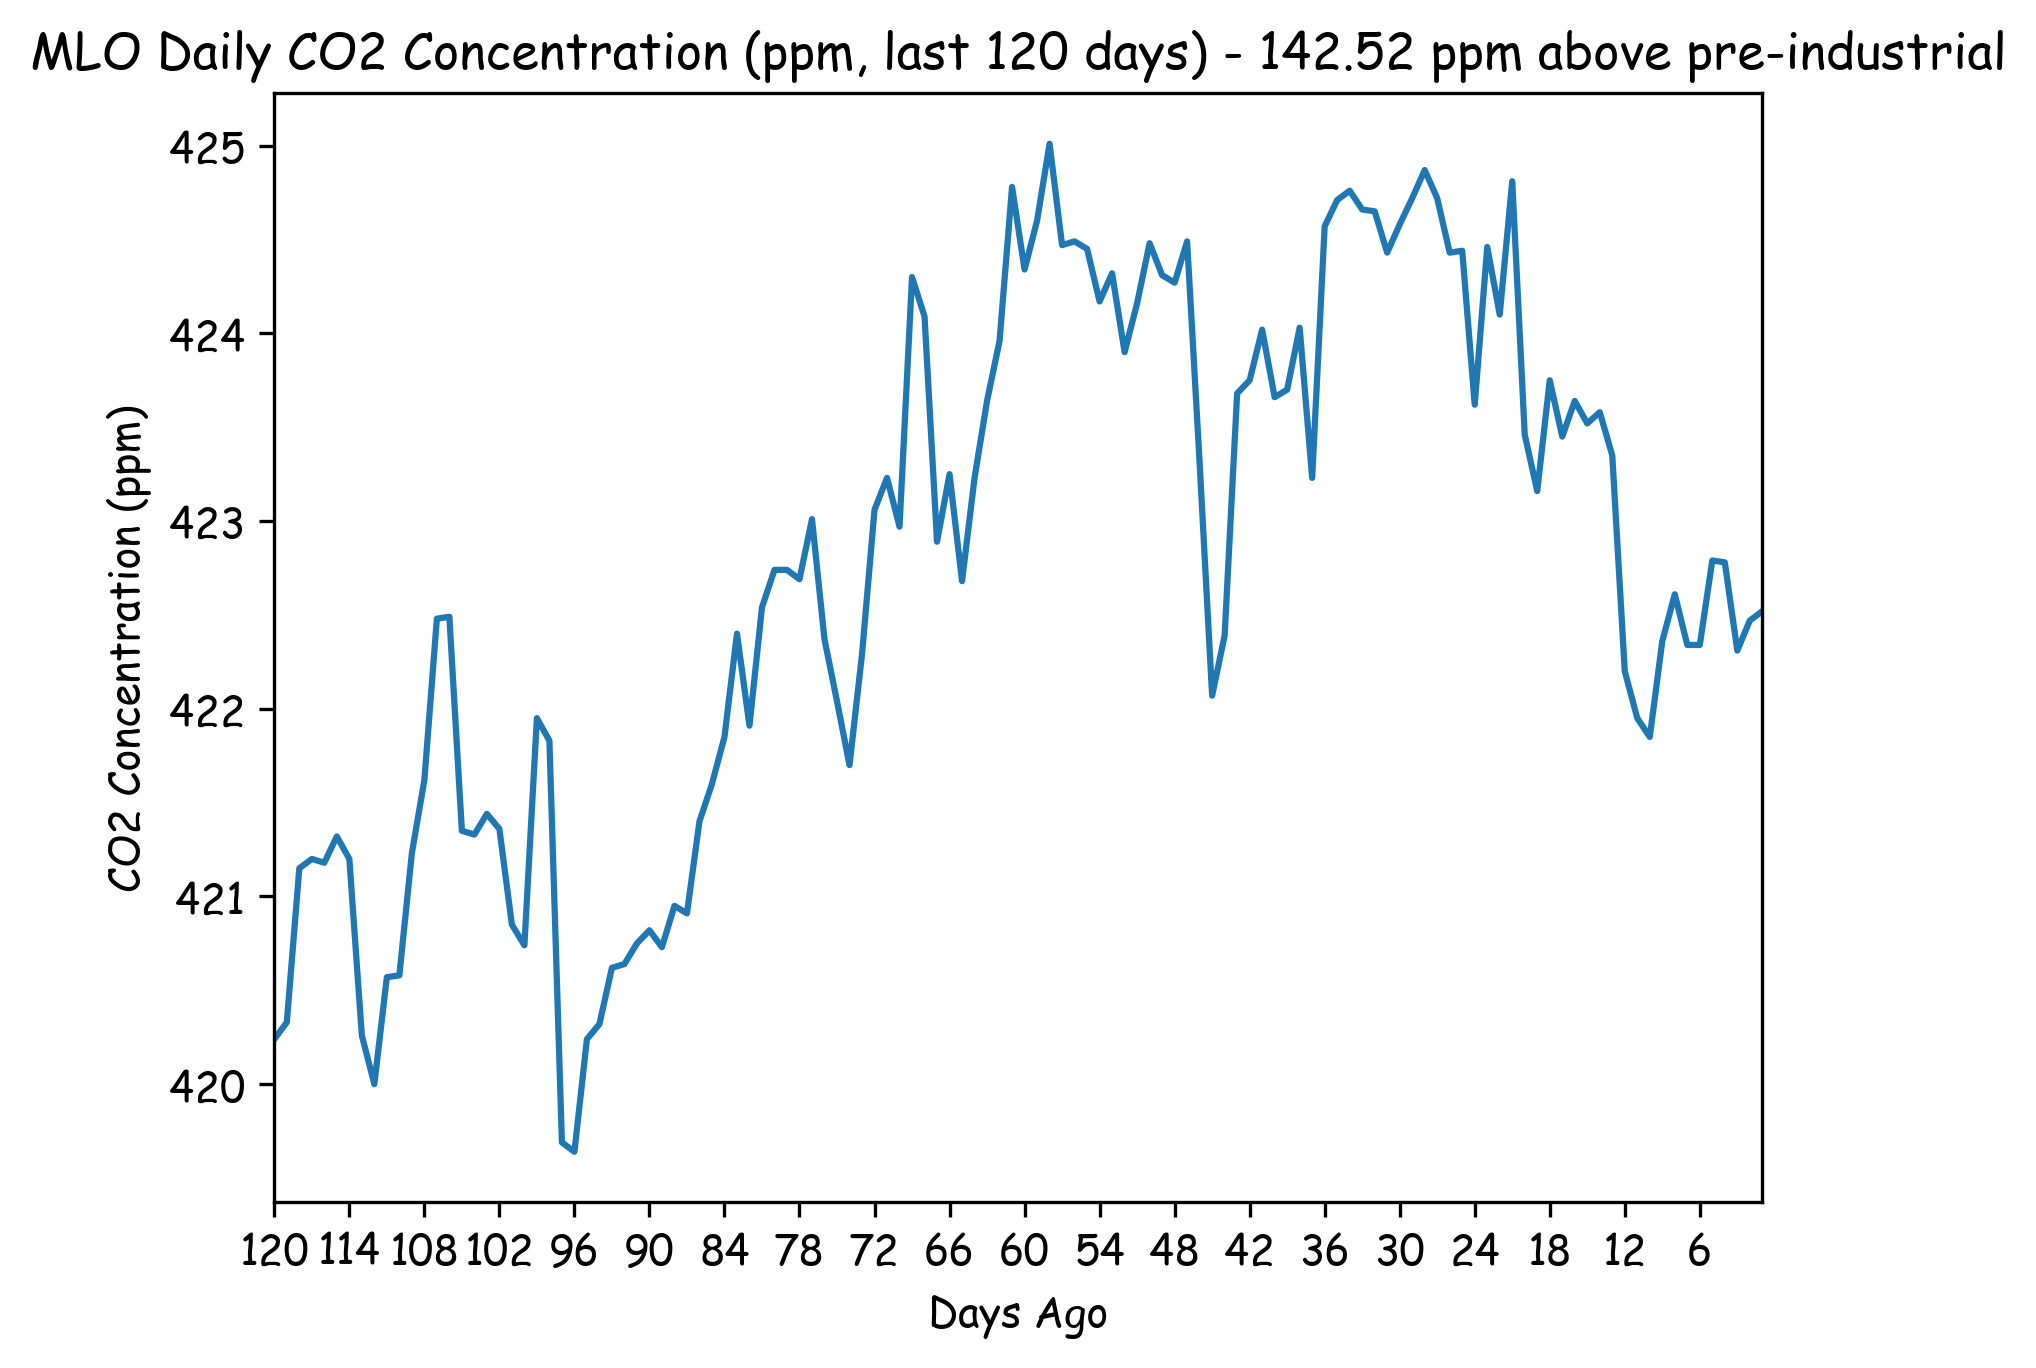 MLO Daily CO2 Concentration (ppm, last 120 days) - 142.52 ppm above pre-industrial
CO2 Concentration (ppm)
425
424
423
422
421
420
120 114 108 102 96 90 84 78 72 66 60 54 48 42 36 30 24 18 12 6
Days Ago